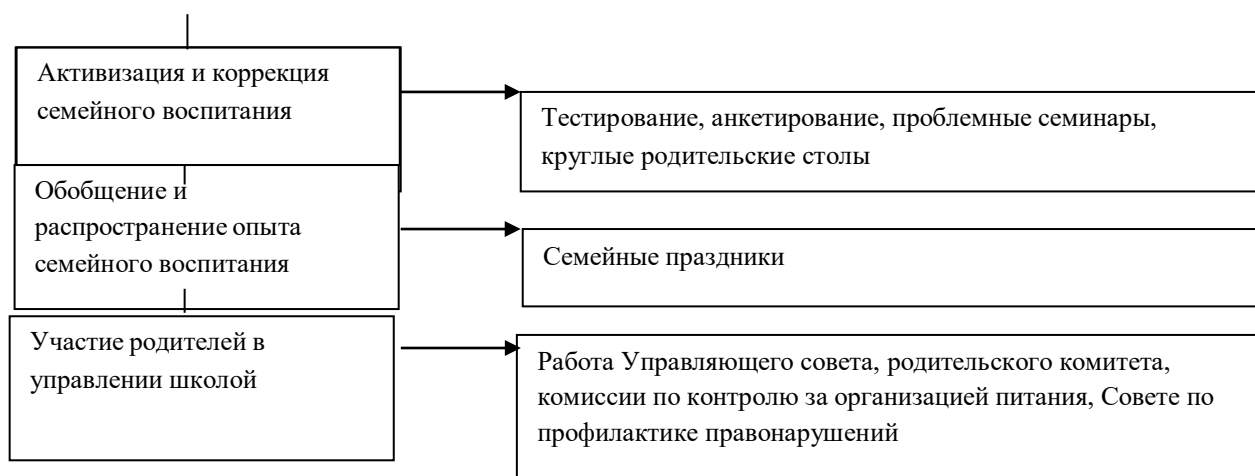 Активизация и коррекция
семейного воспитания
Тестирование, анкетирование, проблемные семинары,
круглые родительские столы
Обобщение и
распространение опыта
семейного воспитания
Семейные праздники
Участие родителей в
управлении школой
Работа Управляющего совета, родительского комитета,
комиссии по контролю за организацией питания, Совете по
профилактике правонарушений